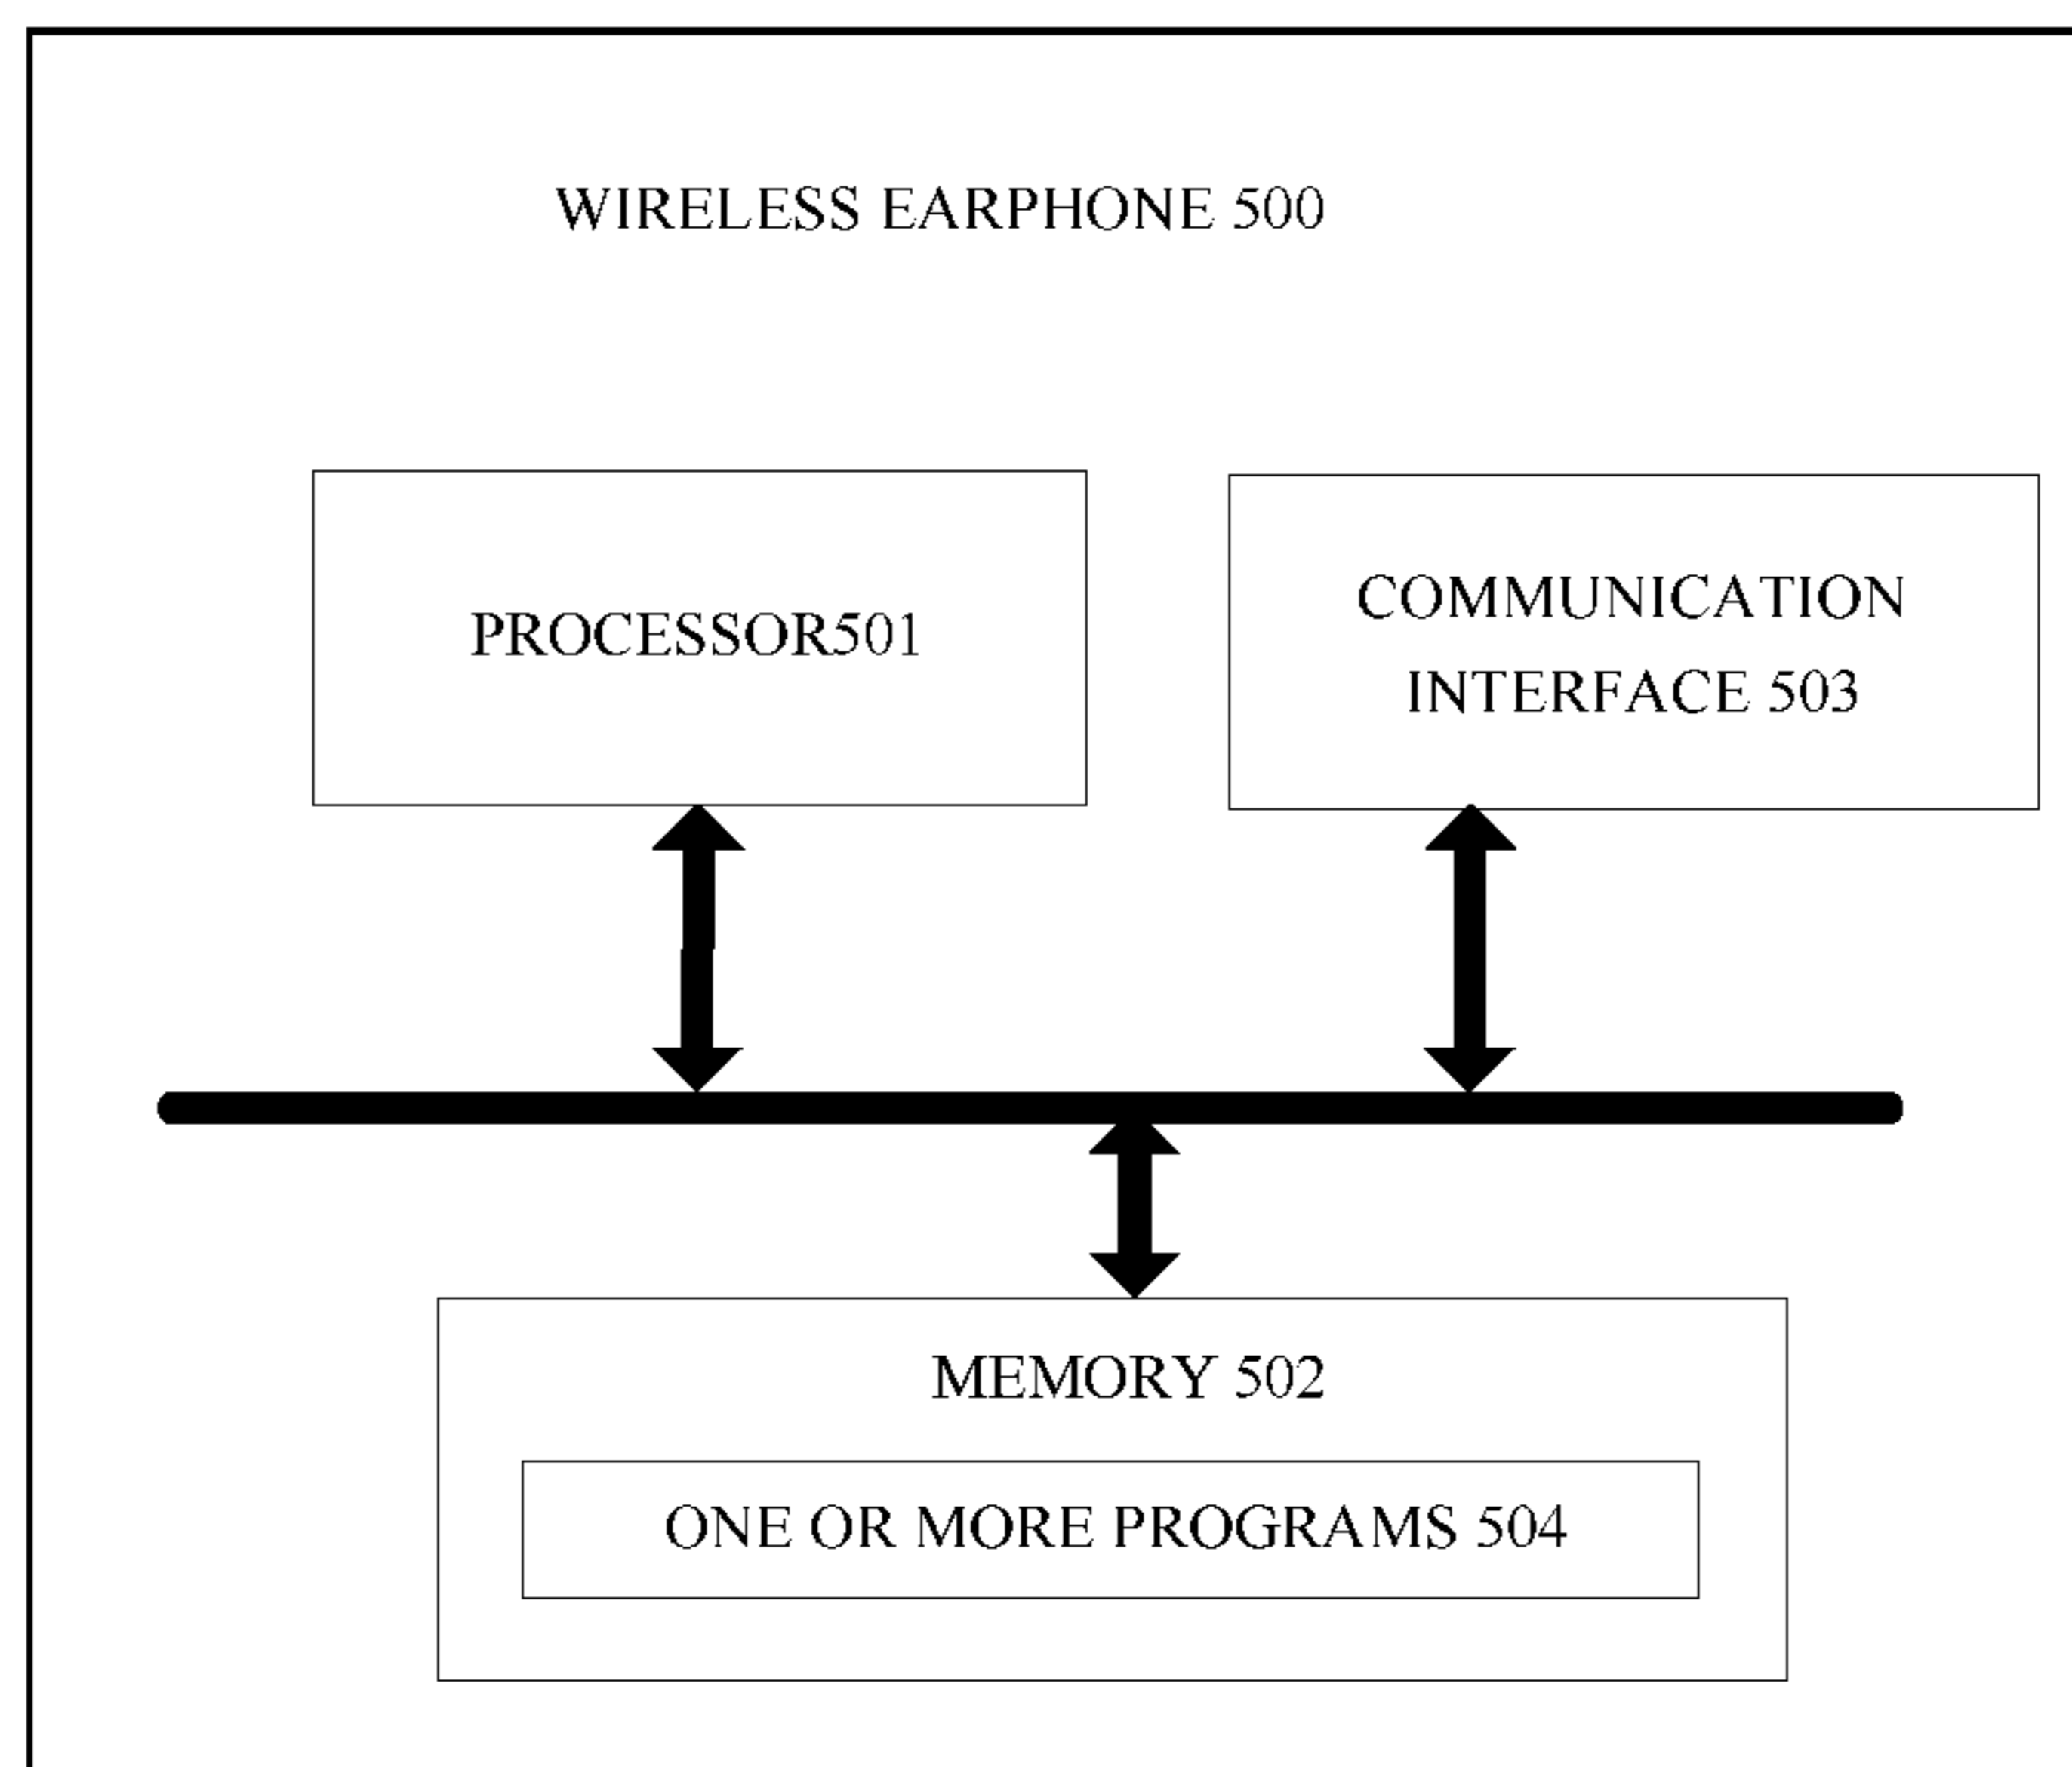 WIRELESS EARPHONE 500
PROCESSOR501
COMMUNICATION
INTERFACE 503
MEMORY 502
ONE OR MORE PROGRAMS 504